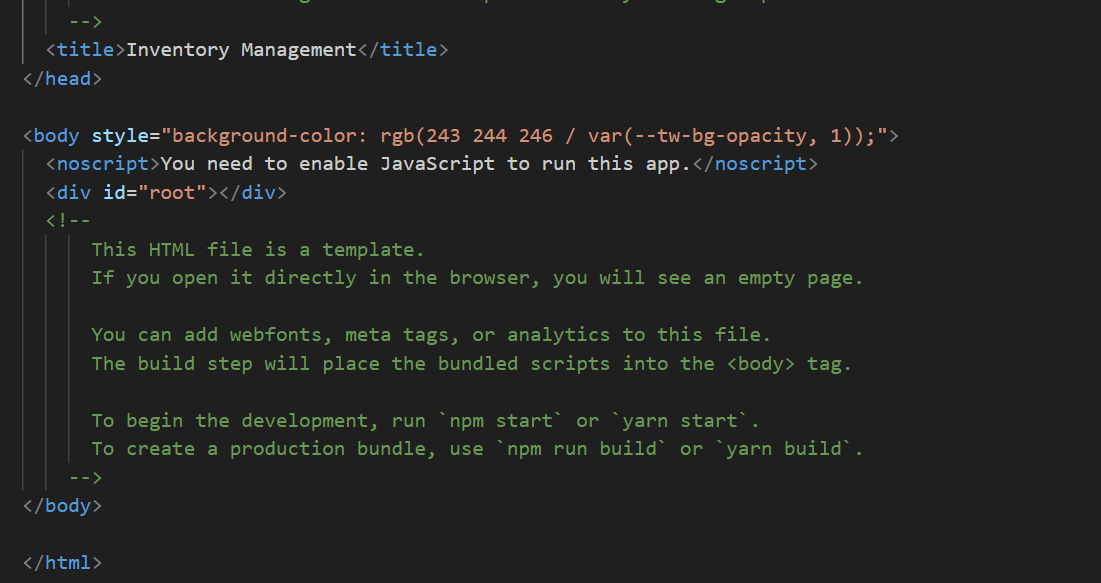 -->
<title>Inventory Management</title>
</head>
<body style="background-color: rgb(243 244 246 / var(--tw-bg-opacity, 1));">
<noscript>You need to enable JavaScript to run this app.</noscript>
<div id="root"></div>
<!--
This HTML file is a template.
If you open it directly in the browser, you will see an empty page.
You can add webfonts, meta tags, or analytics to this file.
The build step will place the bundled scripts into the <body> tag.
To begin the development, run `npm start` or `yarn start`.
To create a production bundle, use `npm run build` or `yarn build`.
-->
</body>
</html>